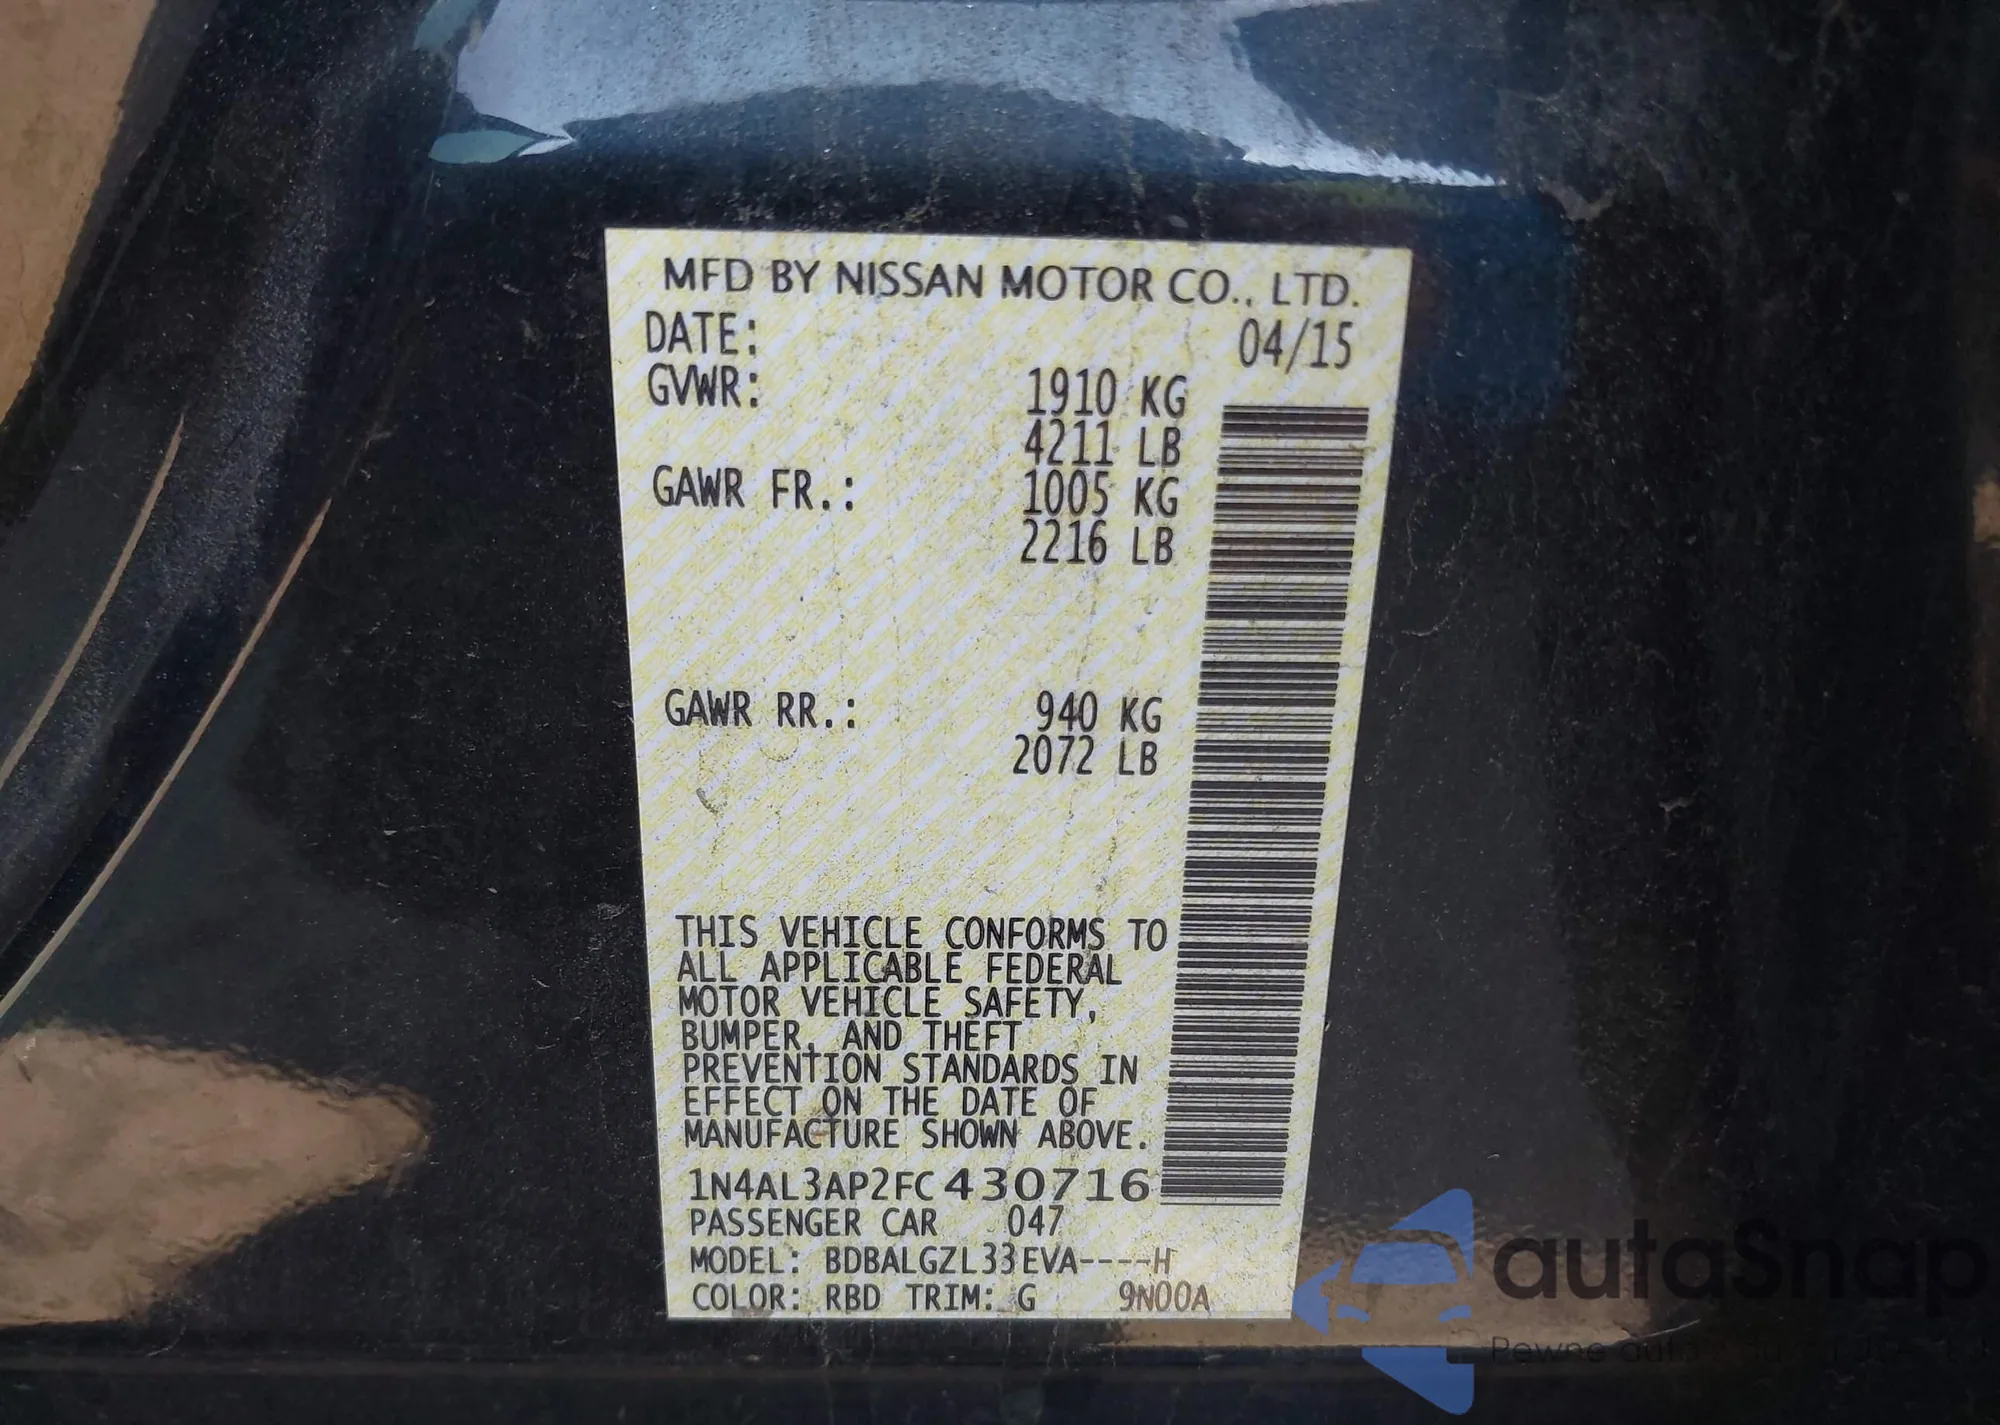 MFD BY NISSAN MOTOR CO., LTD.
DATE: 04/15
GVWR: 1910 KG
4211 LB
GAWR FR.: 1005 KG
2216 LB
GAWR RR.: 940 KG
2072 LB
THIS VEHICLE CONFORMS TO
ALL APPLICABLE FEDERAL
MOTOR VEHICLE SAFETY,
BUMPER, AND THEFT
PREVENTION STANDARDS IN
EFFECT ON THE DATE OF
MANUFACTURE SHOWN ABOVE.
1N4AL3AP2FC430716
PASSENGER CAR 047
MODEL: BDBALGZL33EVA----H
COLOR: RBD TRIM: G 9N00A
autaSnap
Pewne auta